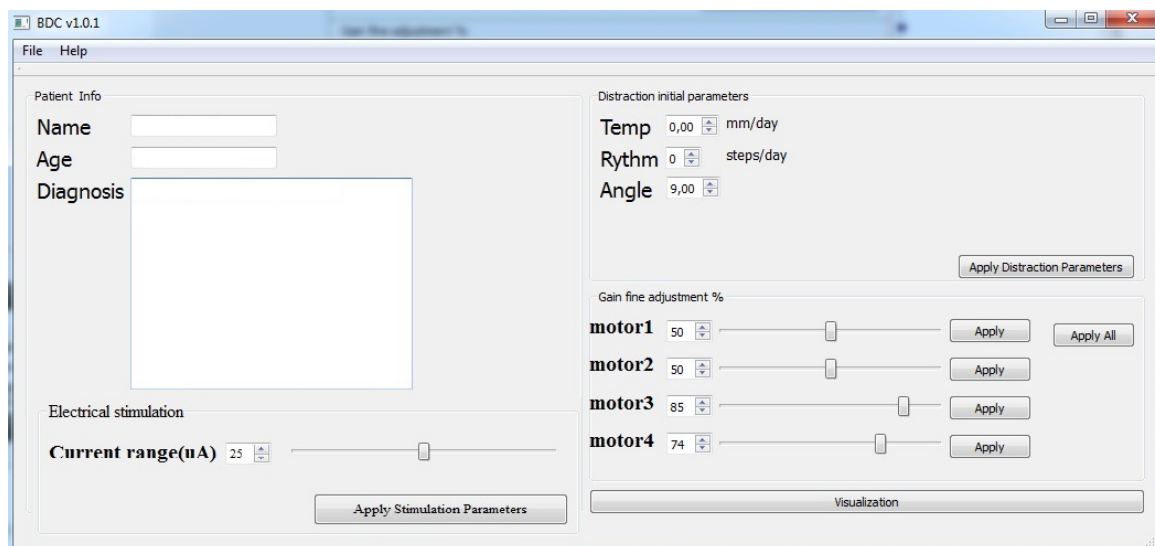 BDC v1.0.1
File Help
Patient Info
Name
Age
Diagnosis
Electrical stimulation
Current range(uA) 25
Apply Stimulation Parameters
Distraction initial parameters
Temp 0,00 mm/day
Rythm 0 steps/day
Angle 9,00
Apply Distraction Parameters
Gain fine adjustment %
motor1 50 Apply Apply All
motor2 50 Apply
motor3 85 Apply
motor4 74 Apply
Visualization